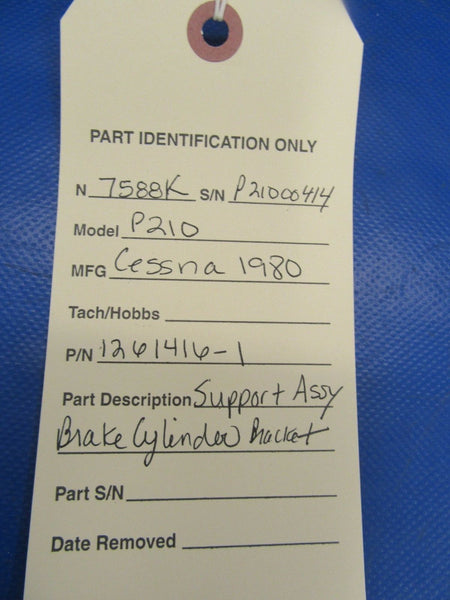 PART IDENTIFICATION ONLY
N 7588K S/N P21000414
Model P210
MFG Cessna 1980
Tach/Hobbs
P/N 1261416-1
Part Description Support Assy
Brake Cylinder Bracket
Part S/N
Date Removed